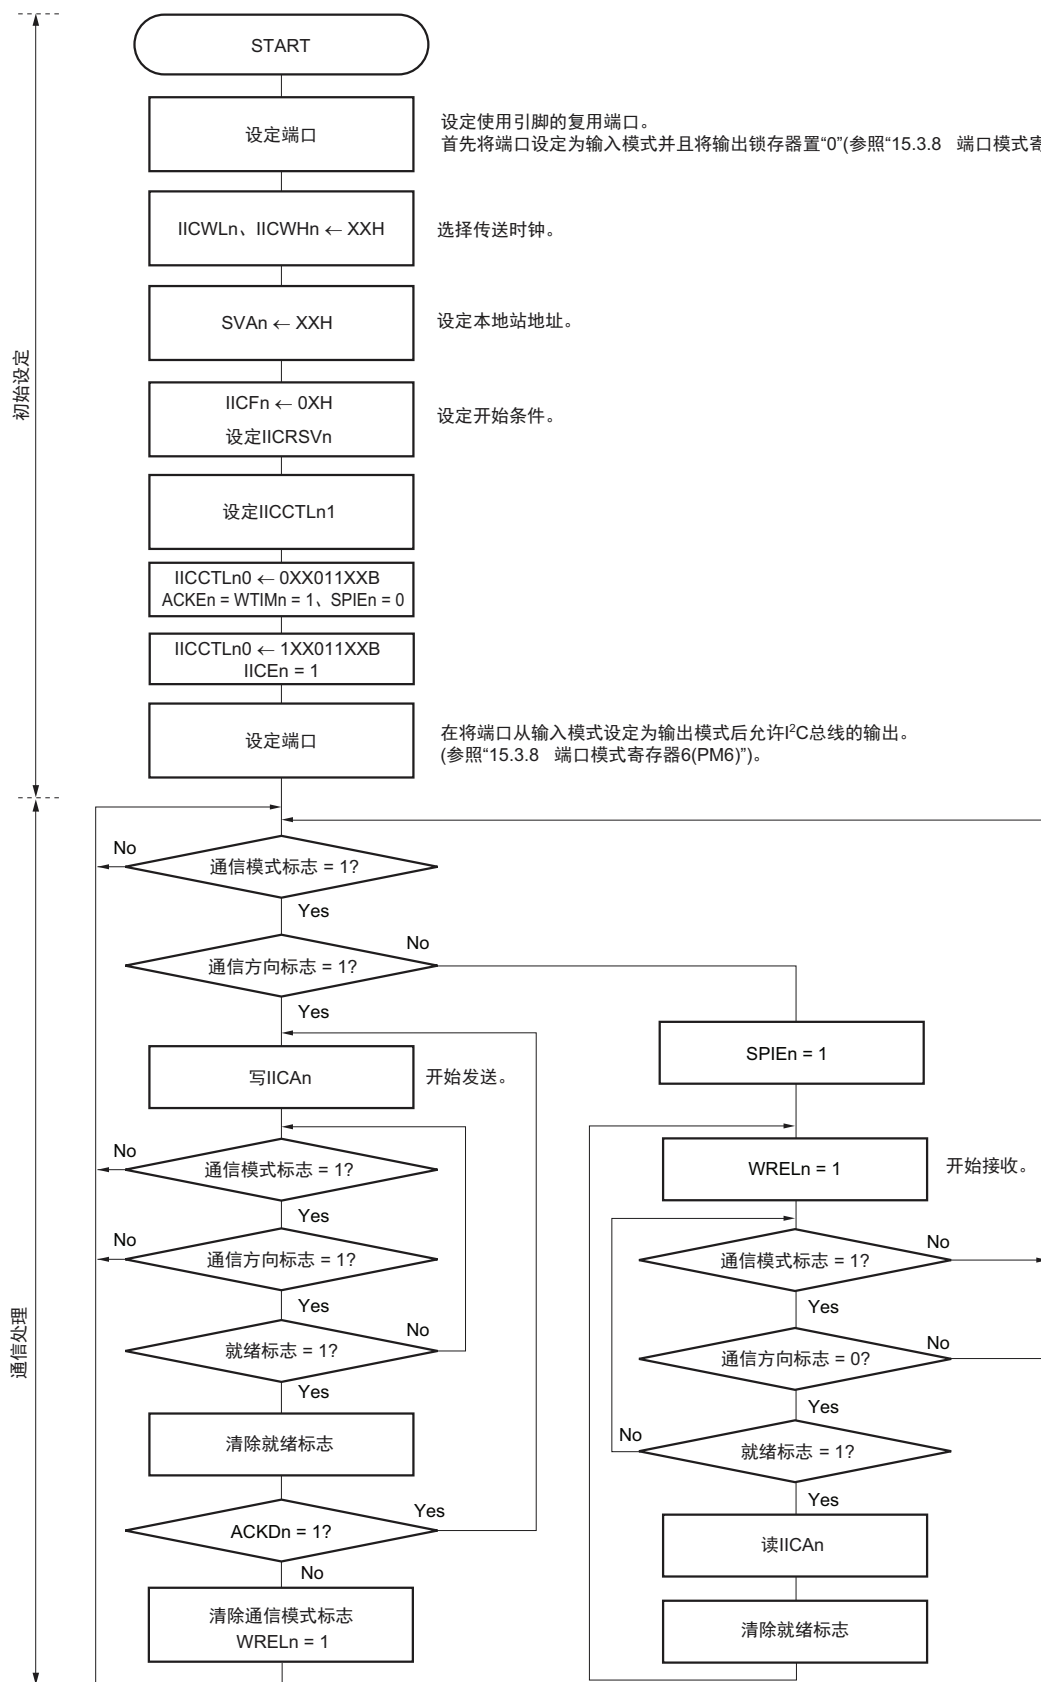 START
设定端口
设定使用引脚的复用端口。
首先将端口设定为输入模式并且将输出锁存器置“0”(参照“15.3.8 端口模式寄
IICWLn、IICWHn ← XXH
选择传送时钟。
SVAn ← XXH
设定本地站地址。
初始设定
IICFn ← 0XH
设定IICRSVn
设定开始条件。
设定IICCTLn1
IICCTLn0 ← 0XX011XXB
ACKEn = WTIMn = 1、SPIEn = 0
IICCTLn0 ← 1XX011XXB
IICEn = 1
设定端口
在将端口从输入模式设定为输出模式后允许I²C总线的输出。
(参照“15.3.8 端口模式寄存器6(PM6)”)。
No
通信模式标志 = 1?
Yes
No
通信方向标志 = 1?
Yes
写IICAn
开始发送。
No
通信模式标志 = 1?
Yes
No
通信方向标志 = 1?
Yes
No
就绪标志 = 1?
Yes
清除就绪标志
Yes
ACKDn = 1?
No
清除通信模式标志
WRELn = 1
通信处理
SPIEn = 1
WRELn = 1
开始接收。
通信模式标志 = 1?
No
Yes
通信方向标志 = 0?
No
Yes
No
就绪标志 = 1?
Yes
读IICAn
清除就绪标志